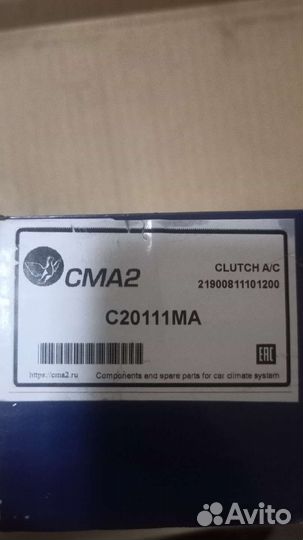 CMA2
CLUTCH A/C
21900811101200
C20111MA
EAC
https://cma2.ru
Components and spare parts for car climate system
Avito